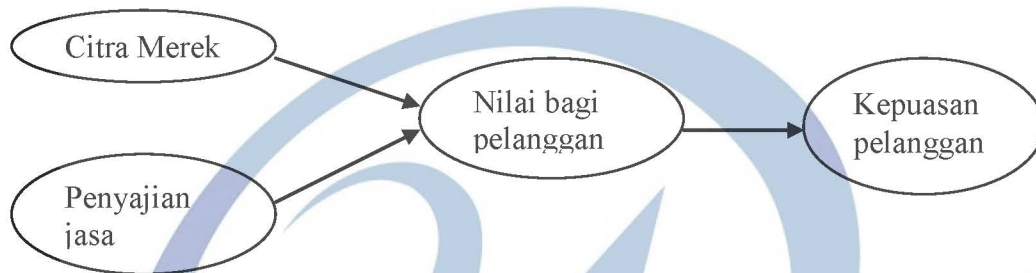 Citra Merek
Nilai bagi
pelanggan
Kepuasan
pelanggan
Penyajian
jasa